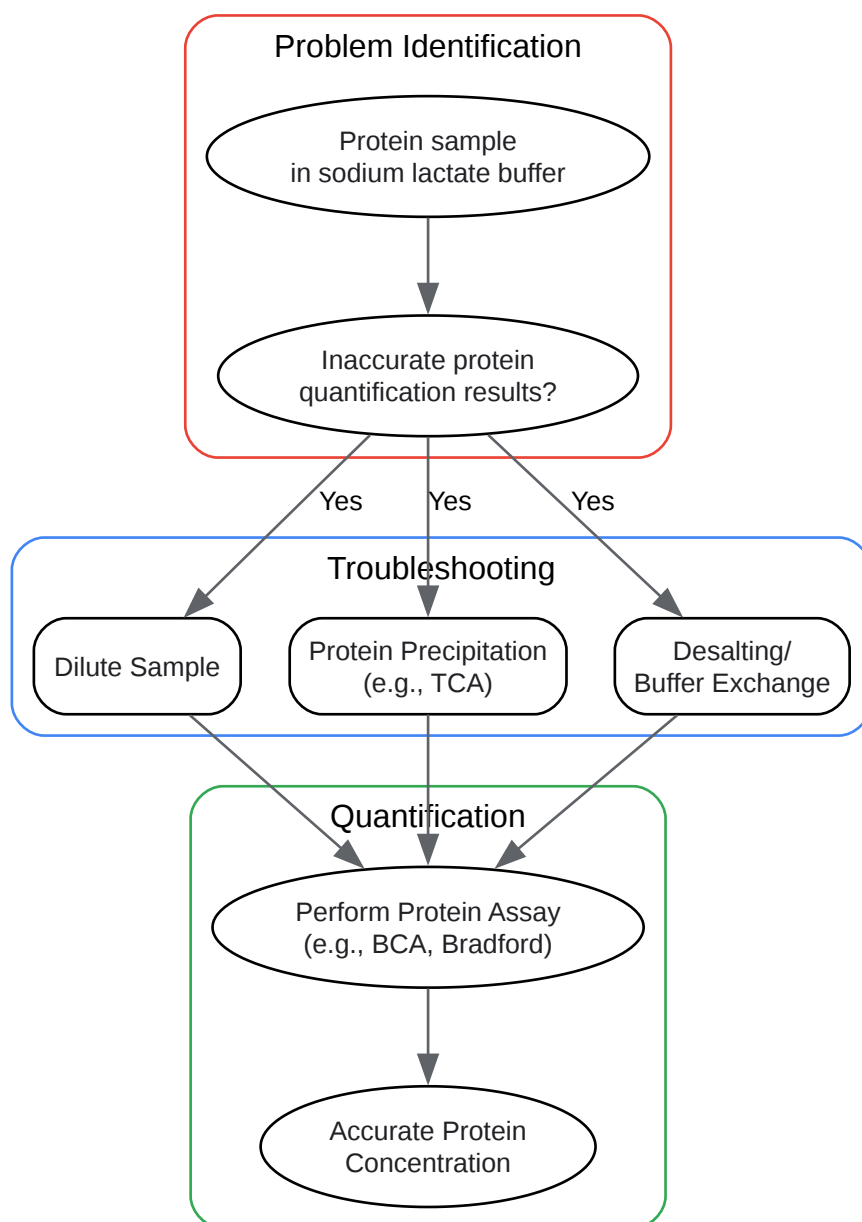 Problem Identification
Protein sample
in sodium lactate buffer
Inaccurate protein
quantification results?
Yes
Yes
Yes
Troubleshooting
Dilute Sample
Protein Precipitation
(e.g., TCA)
Desalting/
Buffer Exchange
Quantification
Perform Protein Assay
(e.g., BCA, Bradford)
Accurate Protein
Concentration